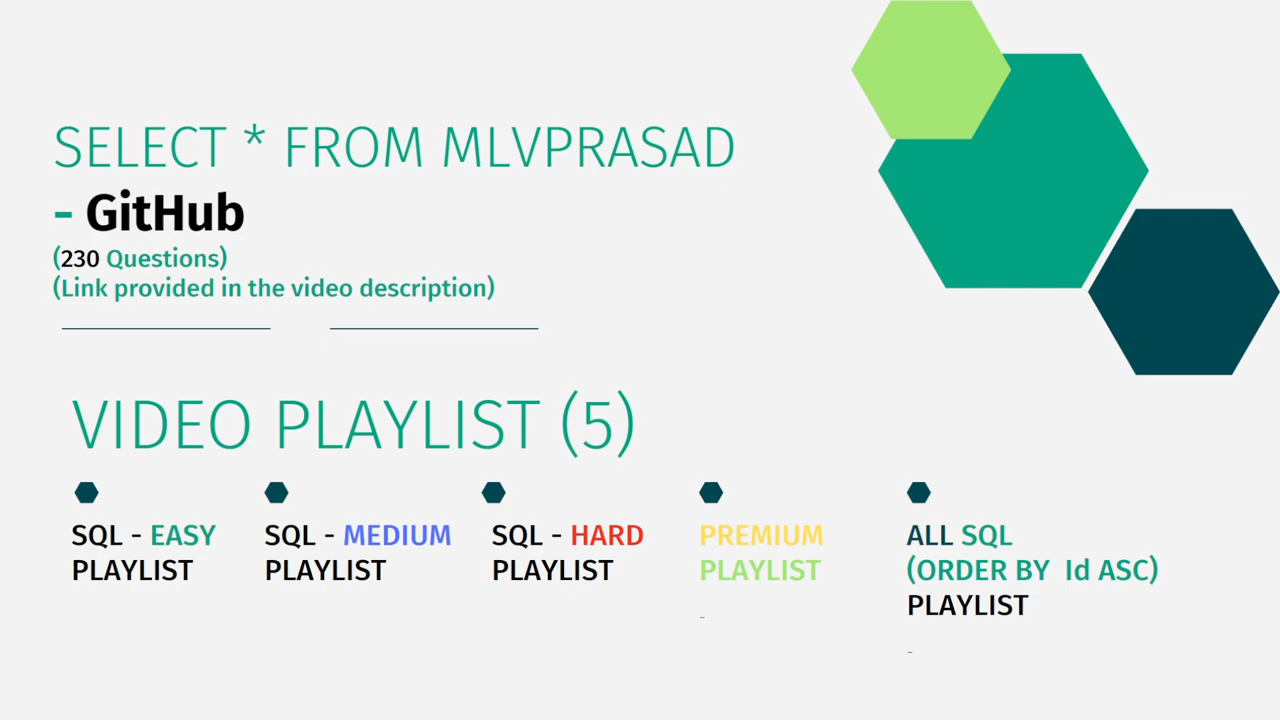 SELECT * FROM MLVPRASAD
- GitHub
(230 Questions)
(Link provided in the video description)
VIDEO PLAYLIST (5)
SQL - EASY
PLAYLIST
SQL - MEDIUM
PLAYLIST
SQL - HARD
PLAYLIST
PREMIUM
PLAYLIST
-
ALL SQL
(ORDER BY Id ASC)
PLAYLIST
-